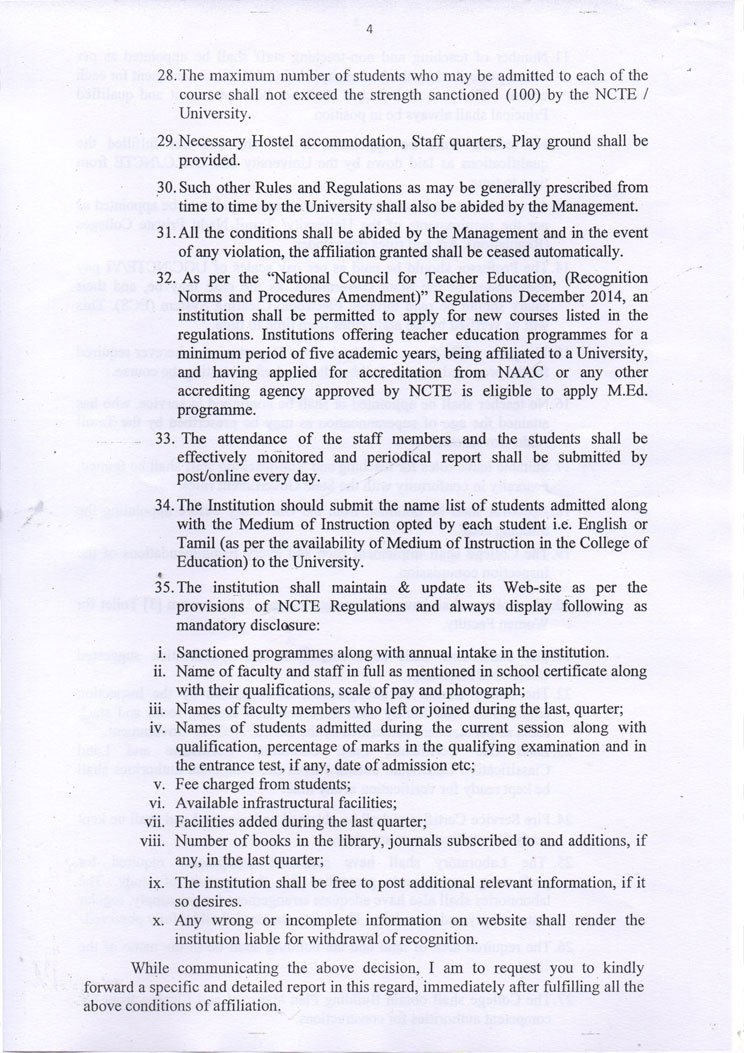 4
28. The maximum number of students who may be admitted to each of the
course shall not exceed the strength sanctioned (100) by the NCTE /
University.
29. Necessary Hostel accommodation, Staff quarters, Play ground shall be
provided.
30. Such other Rules and Regulations as may be generally prescribed from
time to time by the University shall also be abided by the Management.
31. All the conditions shall be abided by the Management and in the event
of any violation, the affiliation granted shall be ceased automatically.
32. As per the “National Council for Teacher Education, (Recognition
Norms and Procedures Amendment)” Regulations December 2014, an
institution shall be permitted to apply for new courses listed in the
regulations. Institutions offering teacher education programmes for a
minimum period of five academic years, being affiliated to a University,
and having applied for accreditation from NAAC or any other
accrediting agency approved by NCTE is eligible to apply M.Ed.
programme.
33. The attendance of the staff members and the students shall be
effectively monitored and periodical report shall be submitted by
post/online every day.
34. The Institution should submit the name list of students admitted along
with the Medium of Instruction opted by each student i.e. English or
Tamil (as per the availability of Medium of Instruction in the College of
Education) to the University.
35. The institution shall maintain & update its Web-site as per the
provisions of NCTE Regulations and always display following as
mandatory disclosure:
i. Sanctioned programmes along with annual intake in the institution.
ii. Name of faculty and staff in full as mentioned in school certificate along
with their qualifications, scale of pay and photograph;
iii. Names of faculty members who left or joined during the last, quarter;
iv. Names of students admitted during the current session along with
qualification, percentage of marks in the qualifying examination and in
the entrance test, if any, date of admission etc;
v. Fee charged from students;
vi. Available infrastructural facilities;
vii. Facilities added during the last quarter;
viii. Number of books in the library, journals subscribed to and additions, if
any, in the last quarter;
ix. The institution shall be free to post additional relevant information, if it
so desires.
x. Any wrong or incomplete information on website shall render the
institution liable for withdrawal of recognition.
While communicating the above decision, I am to request you to kindly
forward a specific and detailed report in this regard, immediately after fulfilling all the
above conditions of affiliation.